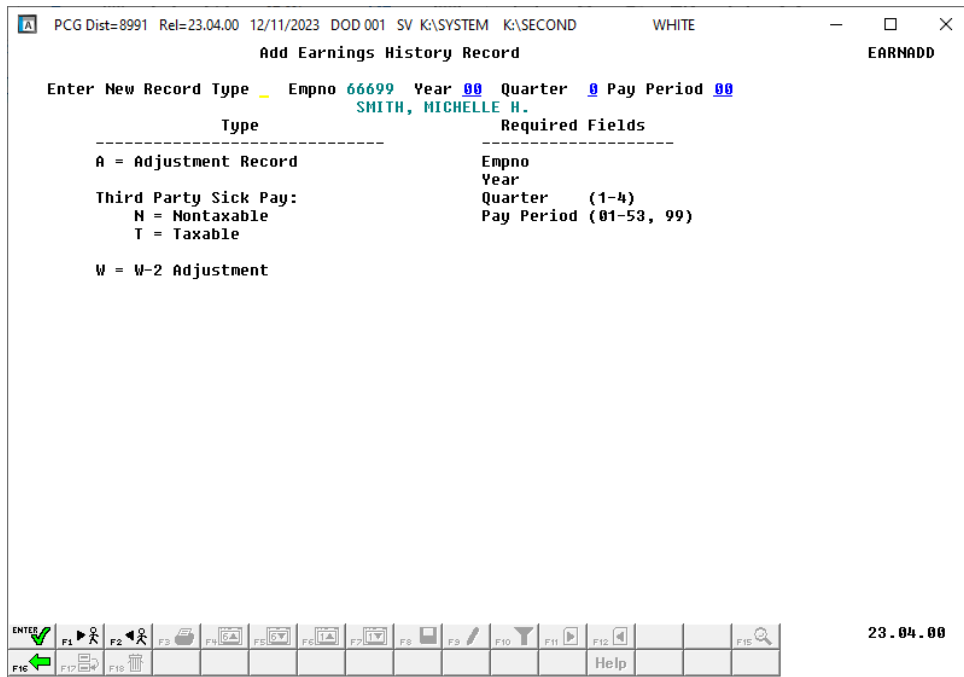 PCG Dist=8991 Rel=23.04.00 12/11/2023 DOD 001 SV K:\SYSTEM K:\SECOND WHITE
Add Earnings History Record EARNADD
Enter New Record Type _ Empno 66699 Year 00 Quarter 0 Pay Period 00
SMITH, MICHELLE H.
Type Required Fields
------------------------------ --------------------
A = Adjustment Record Empno
Year
Third Party Sick Pay: Quarter (1-4)
N = Nontaxable Pay Period (01-53, 99)
T = Taxable
W = W-2 Adjustment
ENTER F1 F2 F3 F4 6 F5 6 F6 1 F7 1 F8 F9 F10 F11 F12 F15 23.04.00
F16 F17 F18 Help